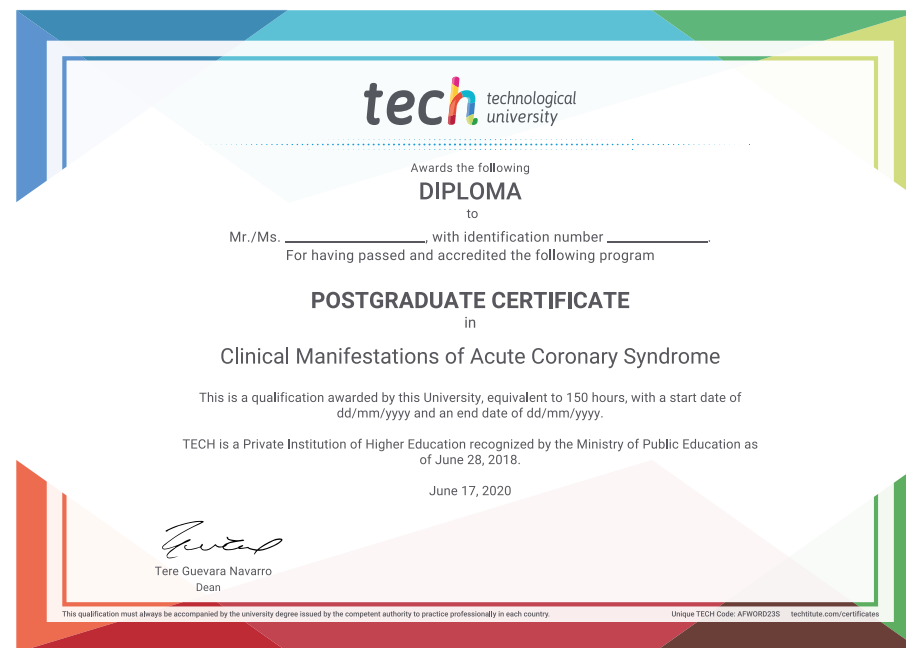 tech technological
university
Awards the following
DIPLOMA
to
Mr./Ms. ____________, with identification number ____________.
For having passed and accredited the following program
POSTGRADUATE CERTIFICATE
in
Clinical Manifestations of Acute Coronary Syndrome
This is a qualification awarded by this University, equivalent to 150 hours, with a start date of
dd/mm/yyyy and an end date of dd/mm/yyyy.
TECH is a Private Institution of Higher Education recognized by the Ministry of Public Education as
of June 28, 2018.
June 17, 2020
Tere Guevara Navarro
Dean
This qualification must always be accompanied by the university degree issued by the competent authority to practice professionally in each country. Unique TECH Code: AFWORD23S techtitute.com/certificates